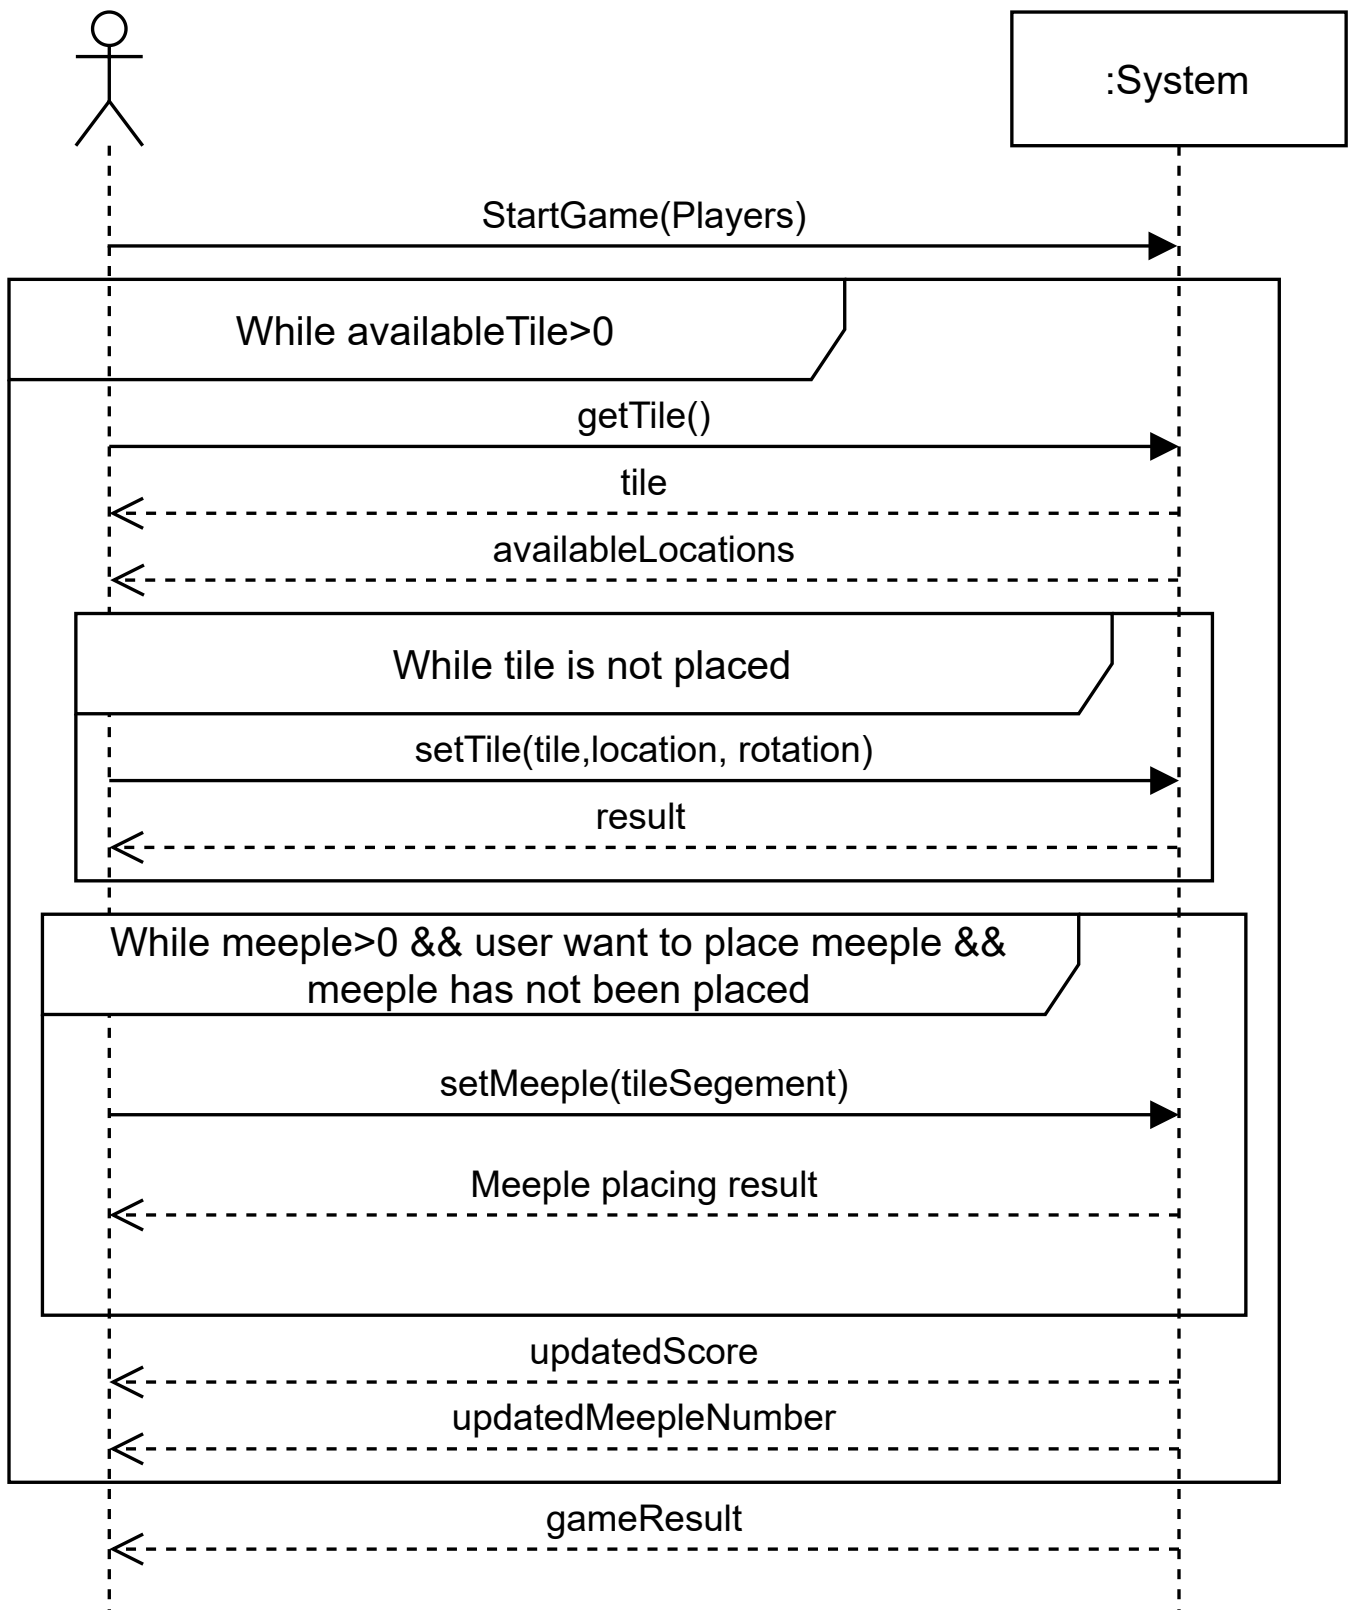 :System
StartGame(Players)
While availableTile>0
getTile()
tile
availableLocations
While tile is not placed
setTile(tile,location, rotation)
result
While meeple>0 && user want to place meeple &&
meeple has not been placed
setMeeple(tileSegement)
Meeple placing result
updatedScore
updatedMeepleNumber
gameResult